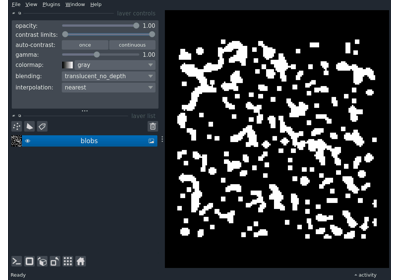 File View Plugins Window Help
layer controls
opacity: 1.00
contrast limits:
auto-contrast: once continuous
gamma: 1.00
colormap: gray
blending: translucent_no_depth
interpolation: nearest
layer list
blobs
Ready activity